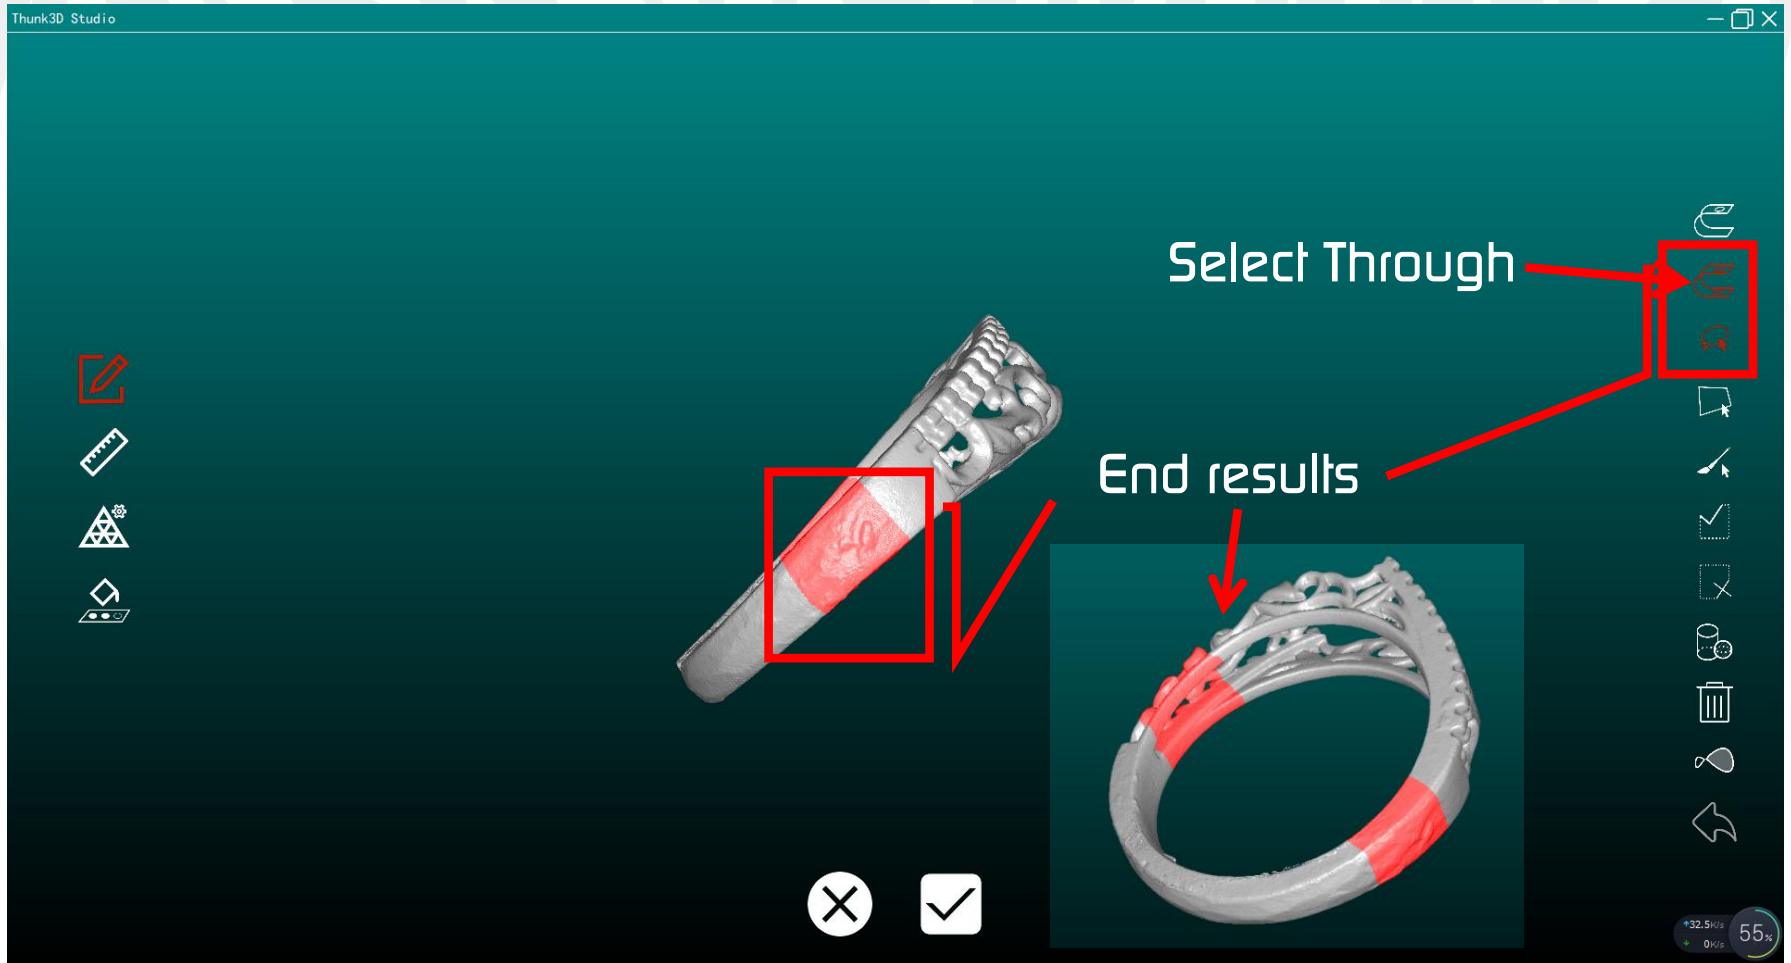 Thunk3D Studio
Select Through
End results
32.5K/s
0K/s
55%